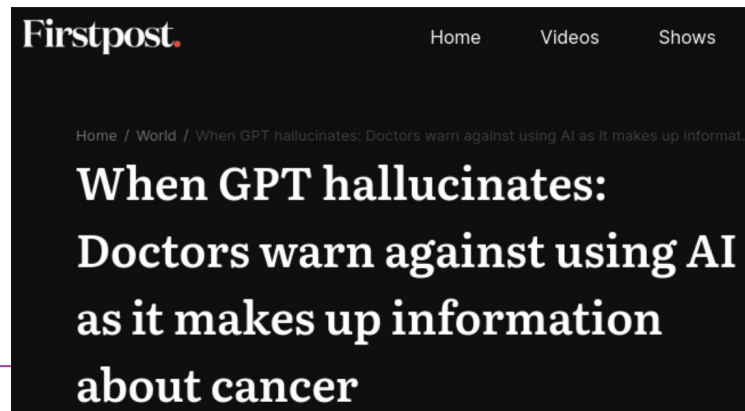 Firstpost.
Home Videos Shows
Home / World / When GPT hallucinates: Doctors warn against using AI as it makes up informat.
When GPT hallucinates:
Doctors warn against using AI
as it makes up information
about cancer